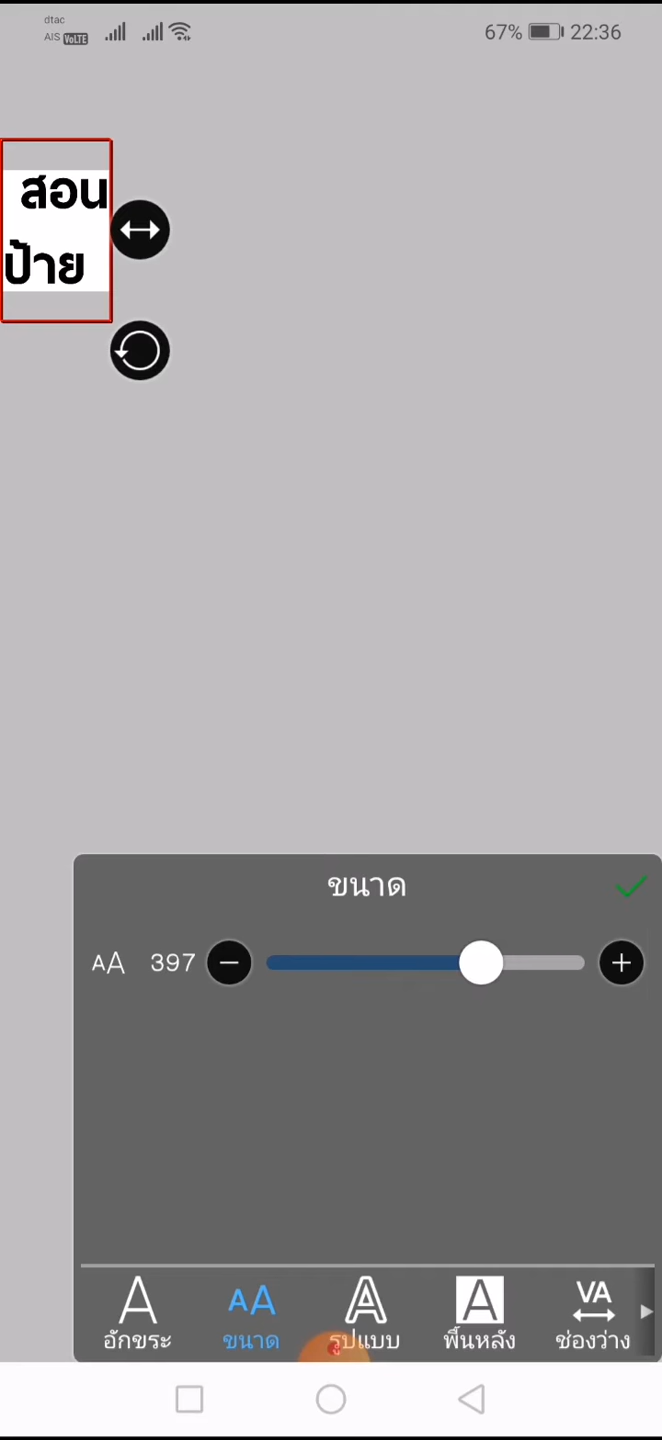 dtac
AIS VoLTE
67% 22:36
สอน
ป้าย
ขนาด
AA 397
อักขระ ขนาด รูปแบบ พื้นหลัง ช่องว่าง